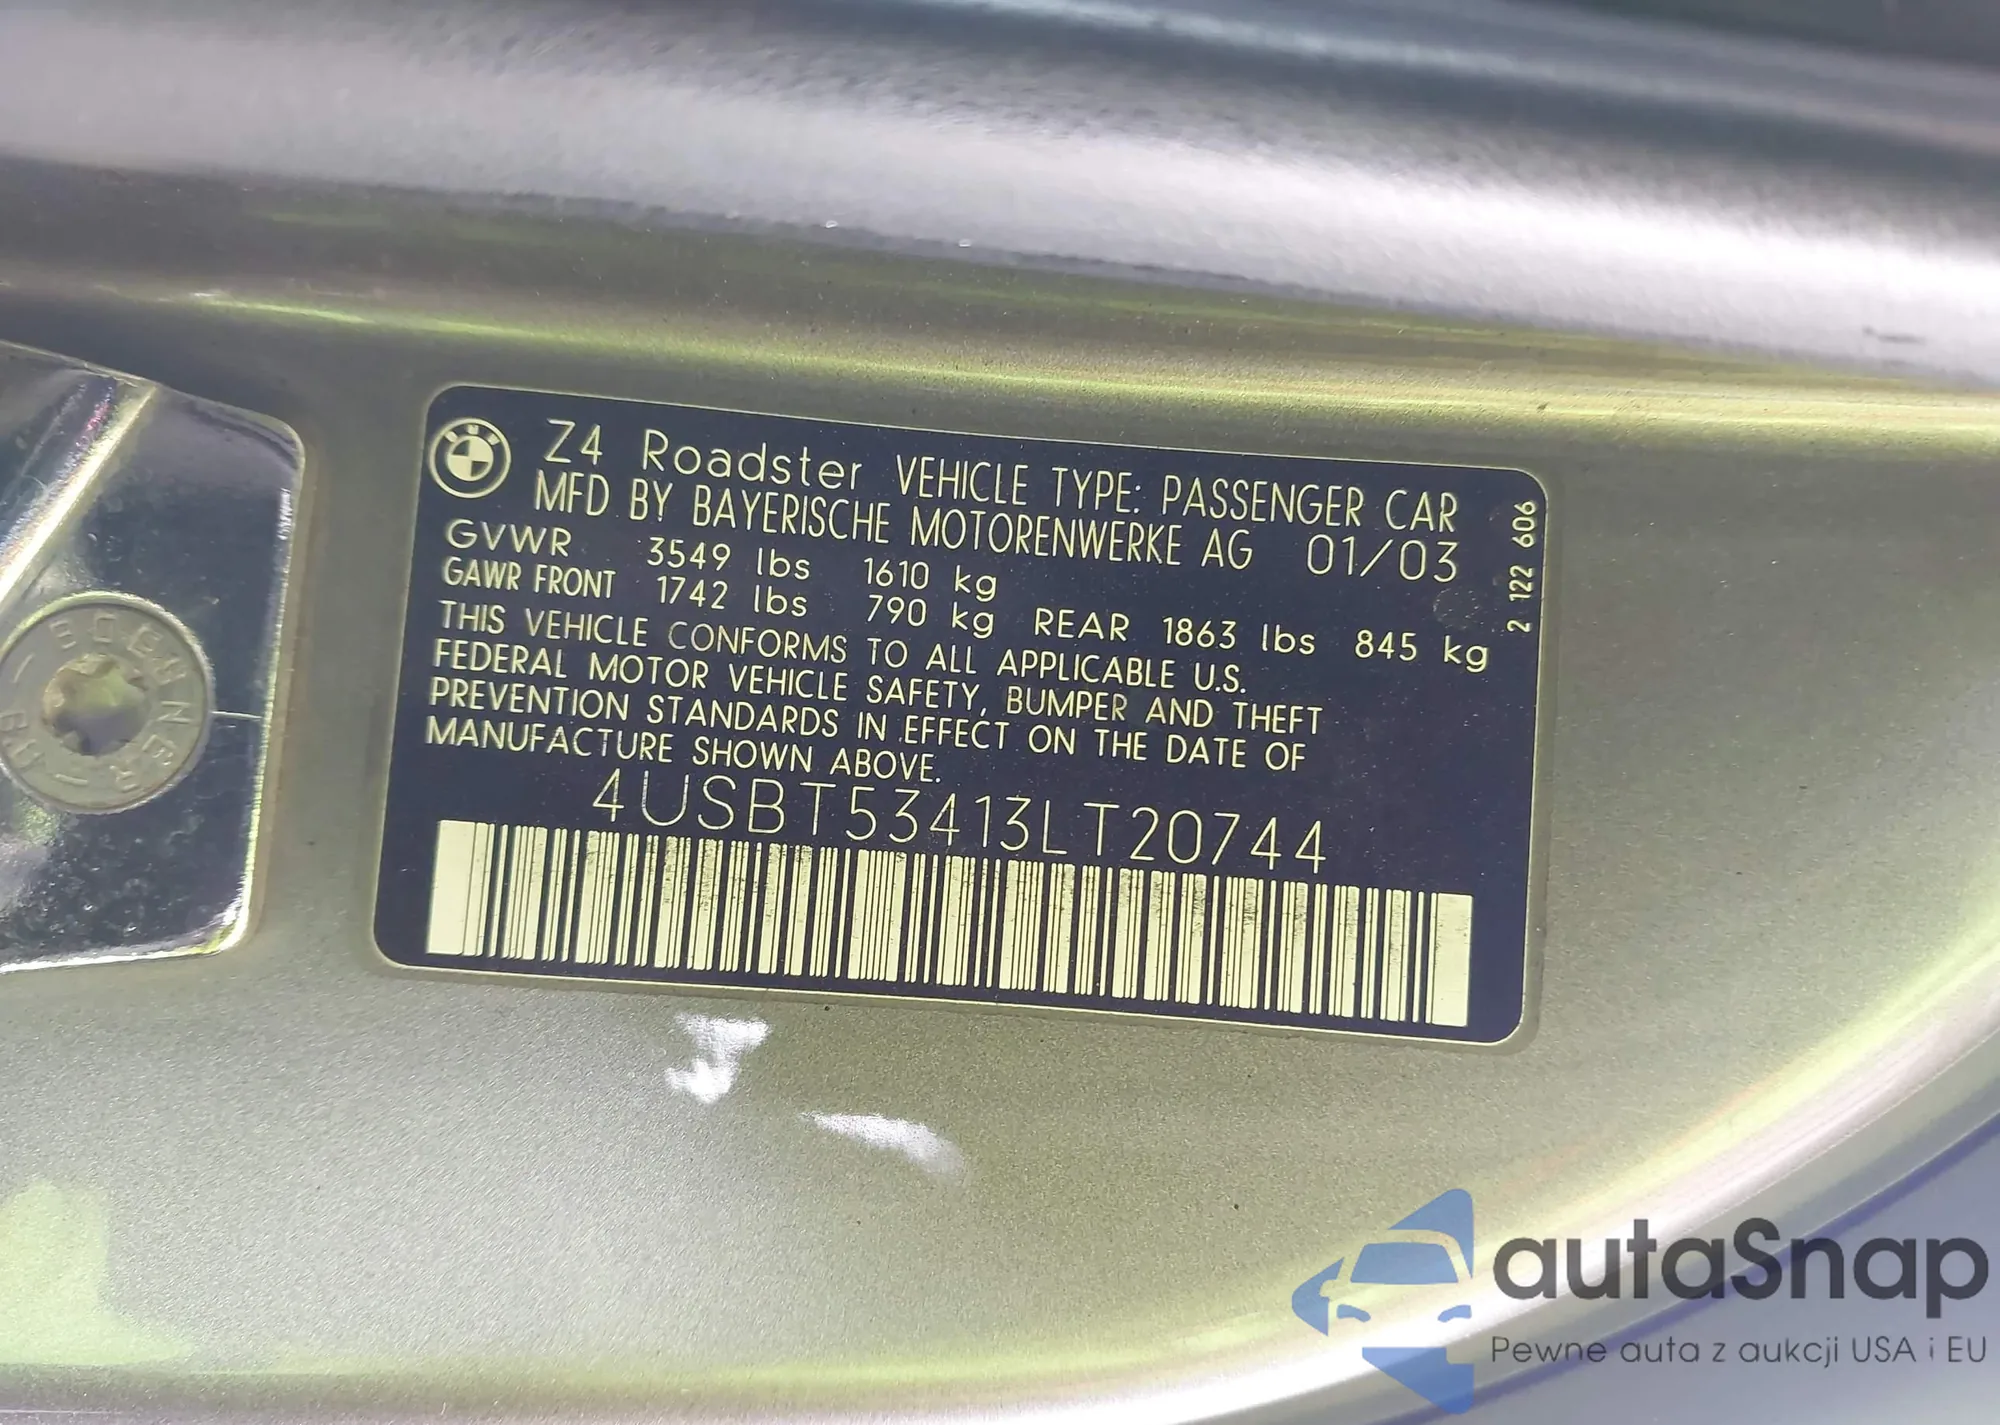 Z4 Roadster VEHICLE TYPE: PASSENGER CAR
MFD BY BAYERISCHE MOTORENWERKE AG 01/03
GVWR 3549 lbs 1610 kg
GAWR FRONT 1742 lbs 790 kg REAR 1863 lbs 845 kg
THIS VEHICLE CONFORMS TO ALL APPLICABLE U.S.
FEDERAL MOTOR VEHICLE SAFETY, BUMPER AND THEFT
PREVENTION STANDARDS IN EFFECT ON THE DATE OF
MANUFACTURE SHOWN ABOVE.
4USBT53413LT20744
2 122 606
autaSnap
Pewne auta z aukcji USA i EU